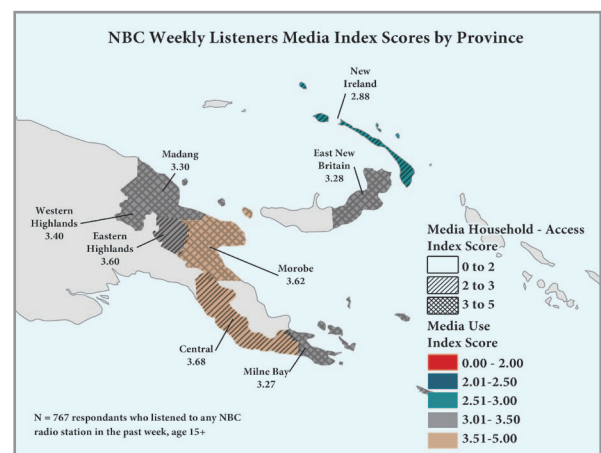 NBC Weekly Listeners Media Index Scores by Province
New
Ireland
2.88
Madang
3.30
East New
Britain
3.28
Western
Highlands
3.40
Eastern
Highlands
3.60
Morobe
3.62
Central
3.68
Milne Bay
3.27
Media Household - Access
Index Score
0 to 2
2 to 3
3 to 5
Media Use
Index Score
0.00 - 2.00
2.01-2.50
2.51-3.00
3.01- 3.50
3.51-5.00
N = 767 respondants who listened to any NBC
radio station in the past week, age 15+